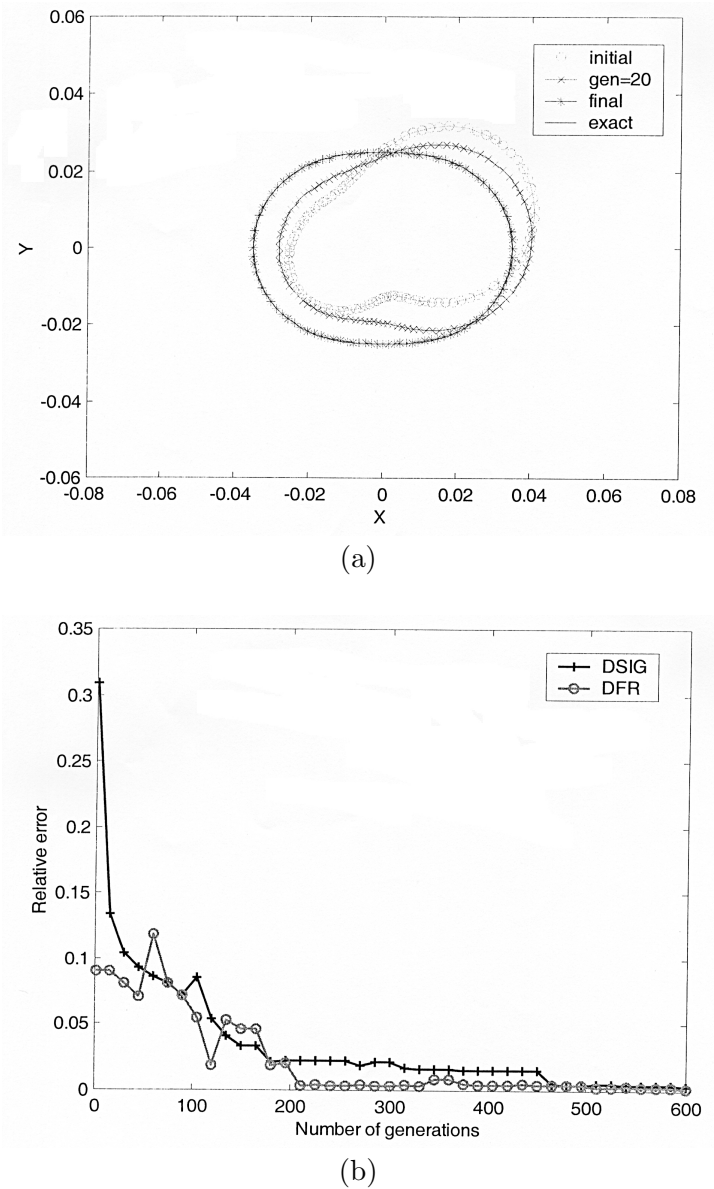 0.06
initial
gen=20
final
exact
0.04
0.02
Y
0
-0.02
-0.04
-0.06
-0.08 -0.06 -0.04 -0.02 0 0.02 0.04 0.06 0.08
X
(a)
0.35
DSIG
DFR
0.3
0.25
0.2
Relative error
0.15
0.1
0.05
0
0 100 200 300 400 500 600
Number of generations
(b)